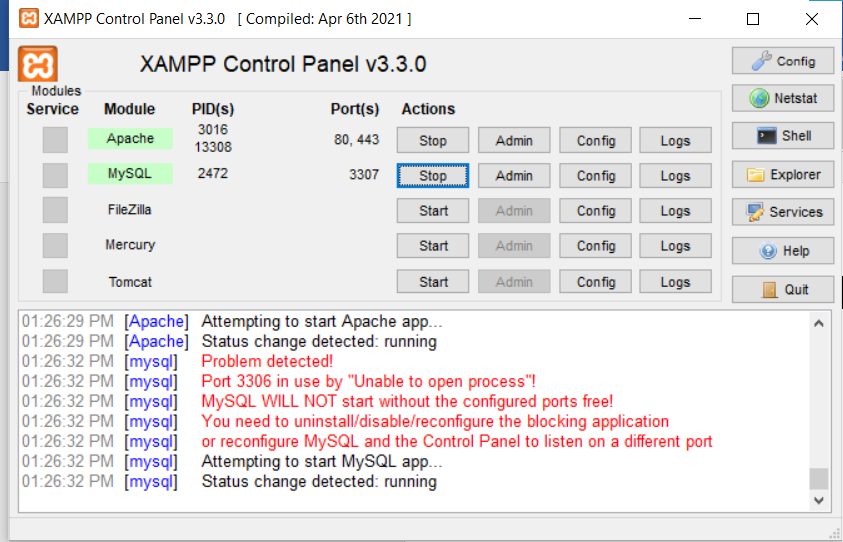 XAMPP Control Panel v3.3.0 [ Compiled: Apr 6th 2021 ]
XAMPP Control Panel v3.3.0
Modules
Service Module PID(s) Port(s) Actions
Apache 3016 13308 80, 443 Stop Admin Config Logs
MySQL 2472 3307 Stop Admin Config Logs
FileZilla Start Admin Config Logs
Mercury Start Admin Config Logs
Tomcat Start Admin Config Logs
Config
Netstat
Shell
Explorer
Services
Help
Quit
01:26:29 PM [Apache] Attempting to start Apache app...
01:26:29 PM [Apache] Status change detected: running
01:26:32 PM [mysql] Problem detected!
01:26:32 PM [mysql] Port 3306 in use by "Unable to open process"!
01:26:32 PM [mysql] MySQL WILL NOT start without the configured ports free!
01:26:32 PM [mysql] You need to uninstall/disable/reconfigure the blocking application
01:26:32 PM [mysql] or reconfigure MySQL and the Control Panel to listen on a different port
01:26:32 PM [mysql] Attempting to start MySQL app...
01:26:32 PM [mysql] Status change detected: running